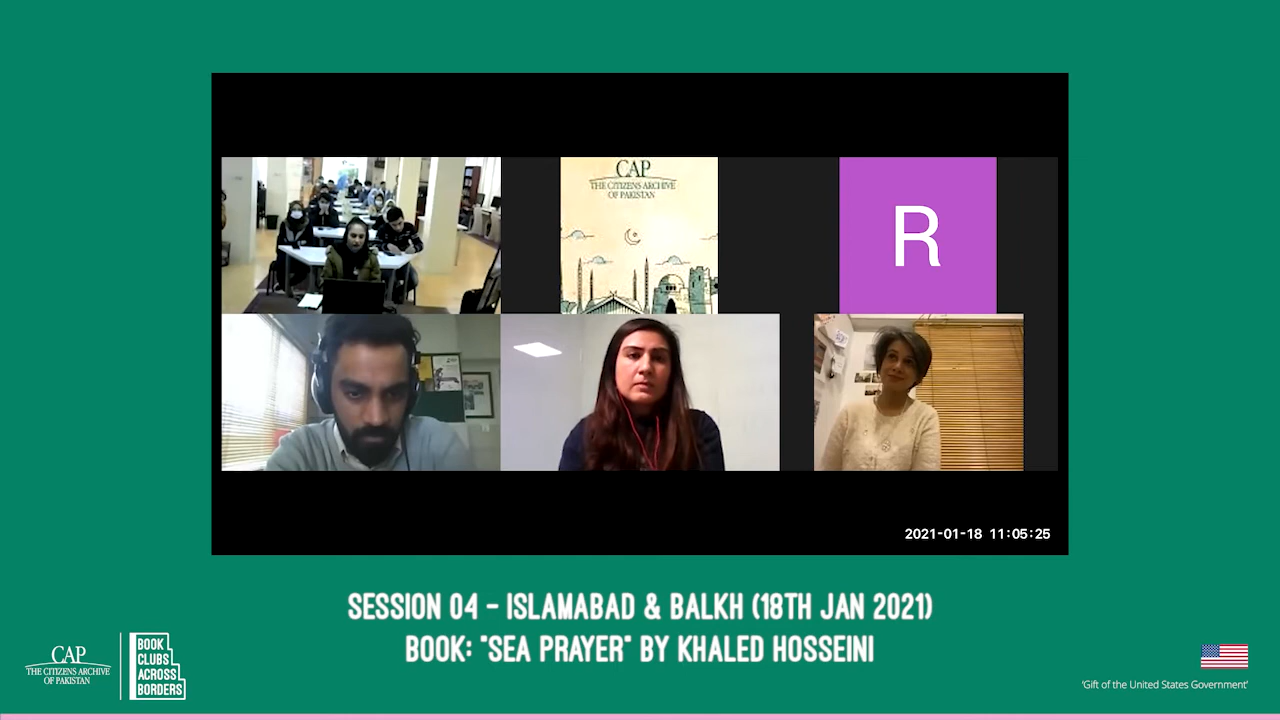 CAP
THE CITIZENS ARCHIVE
OF PAKISTAN
R
2021-01-18 11:05:25
SESSION 04 - ISLAMABAD & BALKH (18TH JAN 2021)
BOOK: "SEA PRAYER" BY KHALED HOSSEINI
CAP
THE CITIZENS ARCHIVE
OF PAKISTAN
BOOK
CLUBS
ACROSS
BORDERS
'Gift of the United States Government'